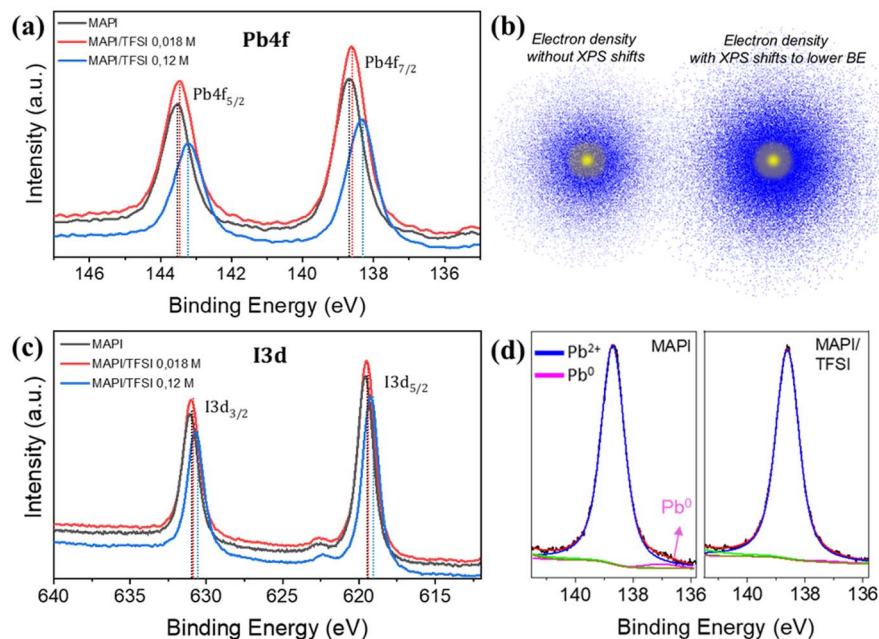 (a)
MAPI
MAPI/TFSI 0,018 M
MAPI/TFSI 0,12 M
Pb4f
Pb4f5/2
Pb4f7/2
Intensity (a.u.)
146 144 142 140 138 136
Binding Energy (eV)
(b)
Electron density
without XPS shifts
Electron density
with XPS shifts to lower BE
(c)
MAPI
MAPI/TFSI 0,018 M
MAPI/TFSI 0,12 M
I3d
I3d3/2
I3d5/2
Intensity (a.u.)
640 635 630 625 620 615
Binding Energy (eV)
(d)
Pb2+
Pb0
MAPI
Pb0
MAPI/
TFSI
140 138 136 140 138 136
Binding Energy (eV)